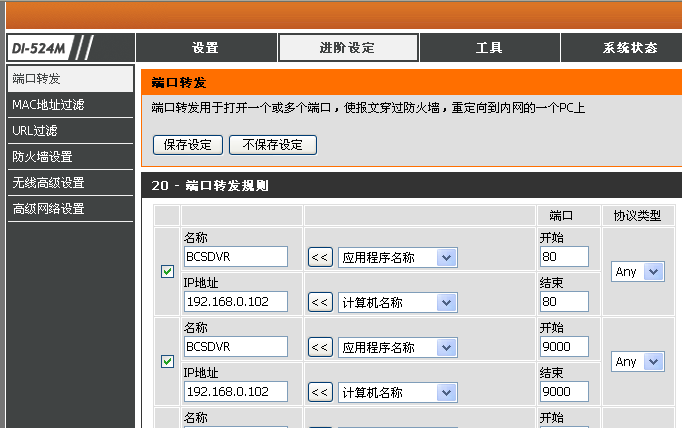 DI-524M
设置
进阶设定
工具
系统状态
端口转发
MAC地址过滤
URL过滤
防火墙设置
无线高级设置
高级网络设置
端口转发
端口转发用于打开一个或多个端口，使报文穿过防火墙，重定向到内网的一个PC上
保存设定
不保存设定
20 - 端口转发规则
端口
协议类型
名称
开始
BCSDVR
<<
应用程序名称
80
Any
IP地址
结束
192.168.0.102
<<
计算机名称
80
名称
开始
BCSDVR
<<
应用程序名称
9000
Any
IP地址
结束
192.168.0.102
<<
计算机名称
9000
名称
开始